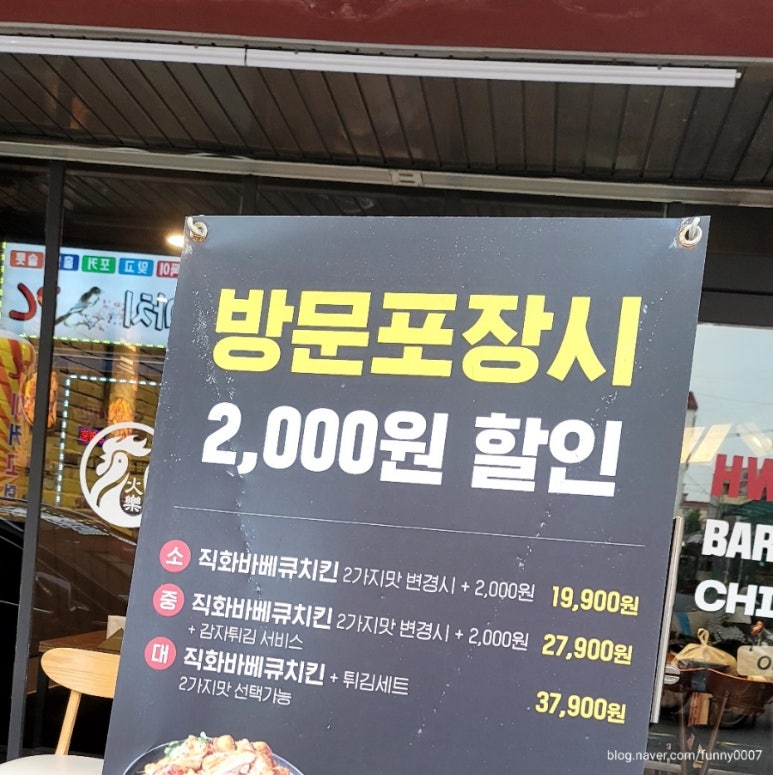 방문포장시
2,000원 할인
소 직화바베큐치킨 2가지맛 변경시 + 2,000원 19,900원
중 직화바베큐치킨 2가지맛 변경시 + 2,000원 27,900원
+ 감자튀김 서비스
대 직화바베큐치킨 + 튀김세트 37,900원
2가지맛 선택가능
火樂
BAR
CHI
blog.naver.com/funny0007